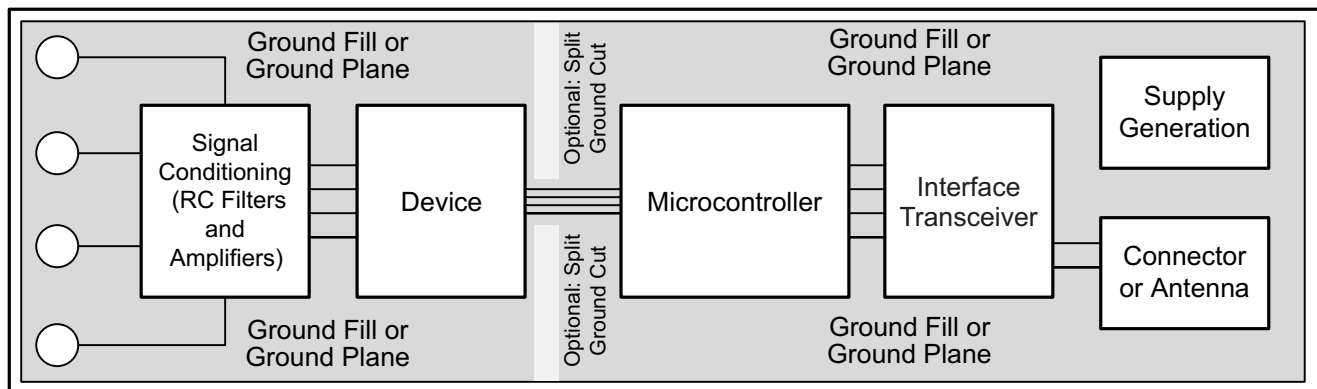 Ground Fill or
Ground Plane
Signal
Conditioning
(RC Filters
and
Amplifiers)
Device
Ground Fill or
Ground Plane
Optional: Split
Ground Cut
Optional: Split
Ground Cut
Ground Fill or
Ground Plane
Microcontroller
Interface
Transceiver
Ground Fill or
Ground Plane
Supply
Generation
Connector
or Antenna